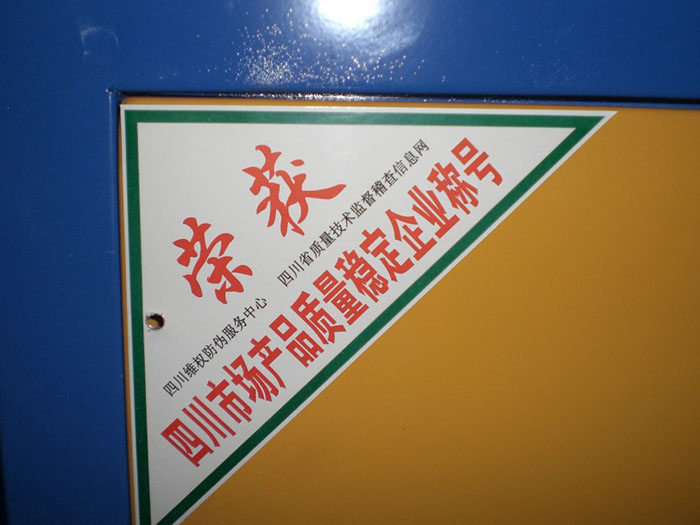 荣获
四川维权防伪服务中心 四川省质量技术监督稽查信息网
四川市场产品质量稳定企业称号